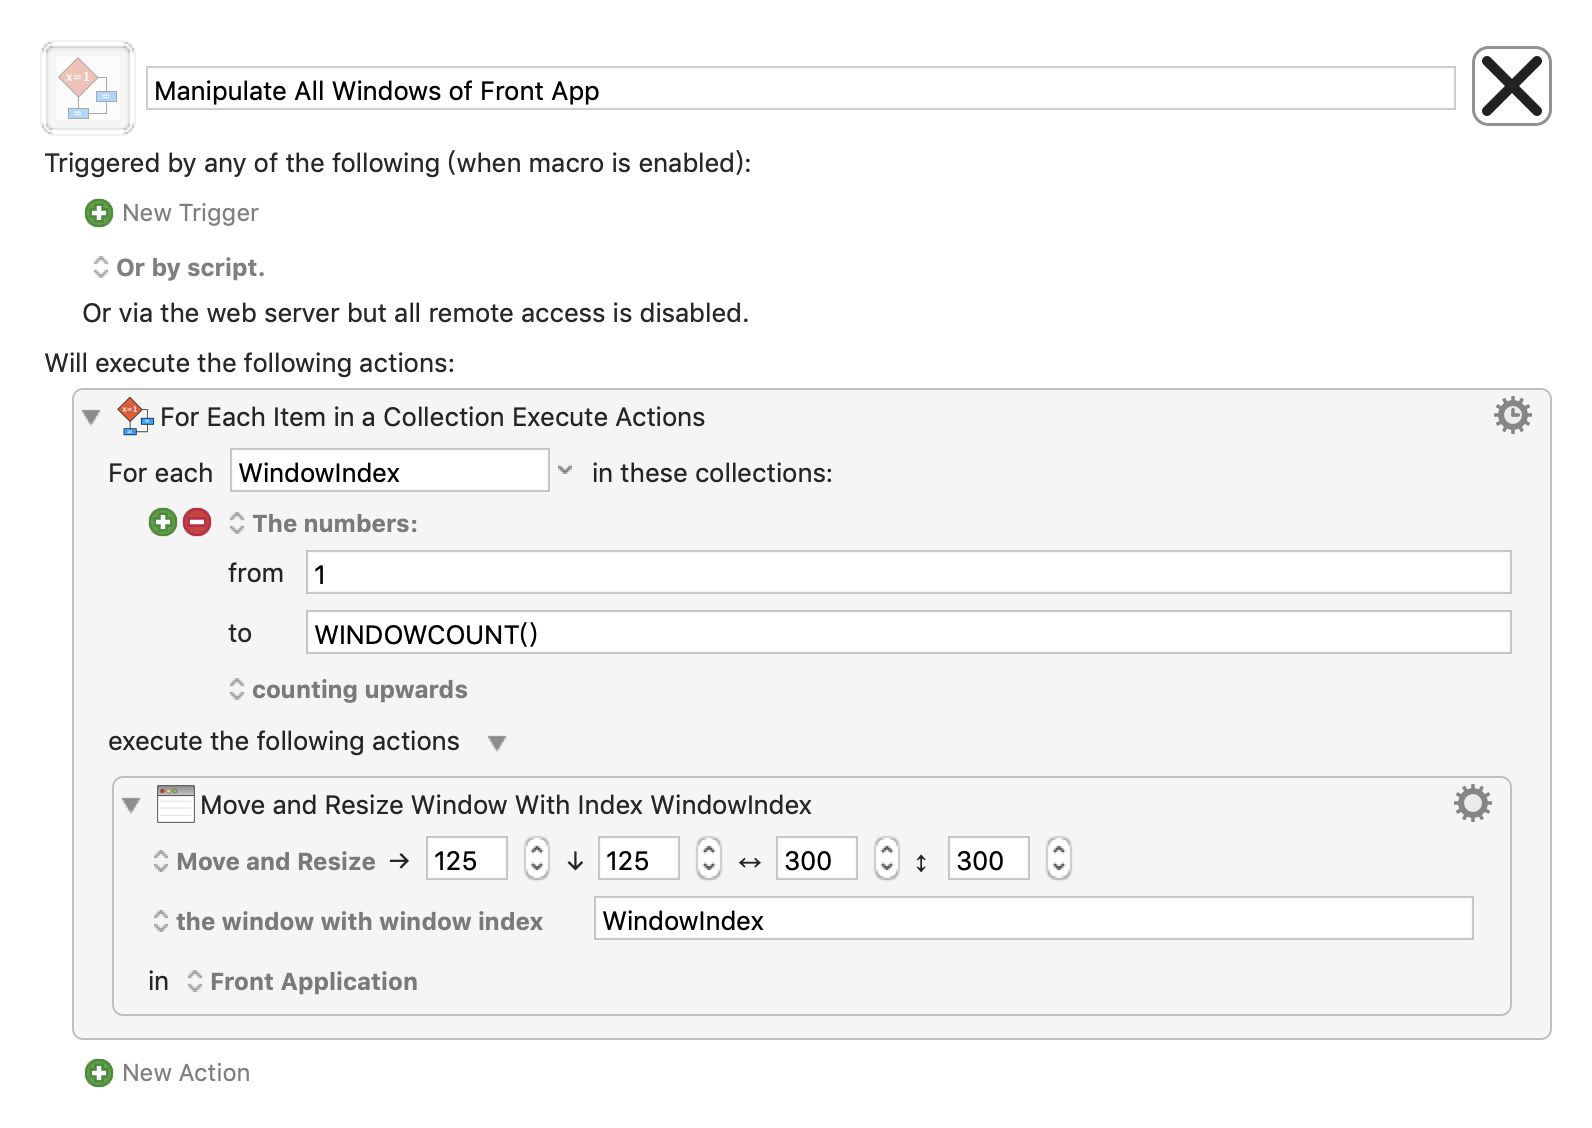 x=1
Manipulate All Windows of Front App
Triggered by any of the following (when macro is enabled):
New Trigger
Or by script.
Or via the web server but all remote access is disabled.
Will execute the following actions:
x=1 For Each Item in a Collection Execute Actions
For each WindowIndex in these collections:
The numbers:
from 1
to WINDOWCOUNT()
counting upwards
execute the following actions
Move and Resize Window With Index WindowIndex
Move and Resize → 125 ↓ 125 ↔ 300 ↕ 300
the window with window index WindowIndex
in Front Application
New Action